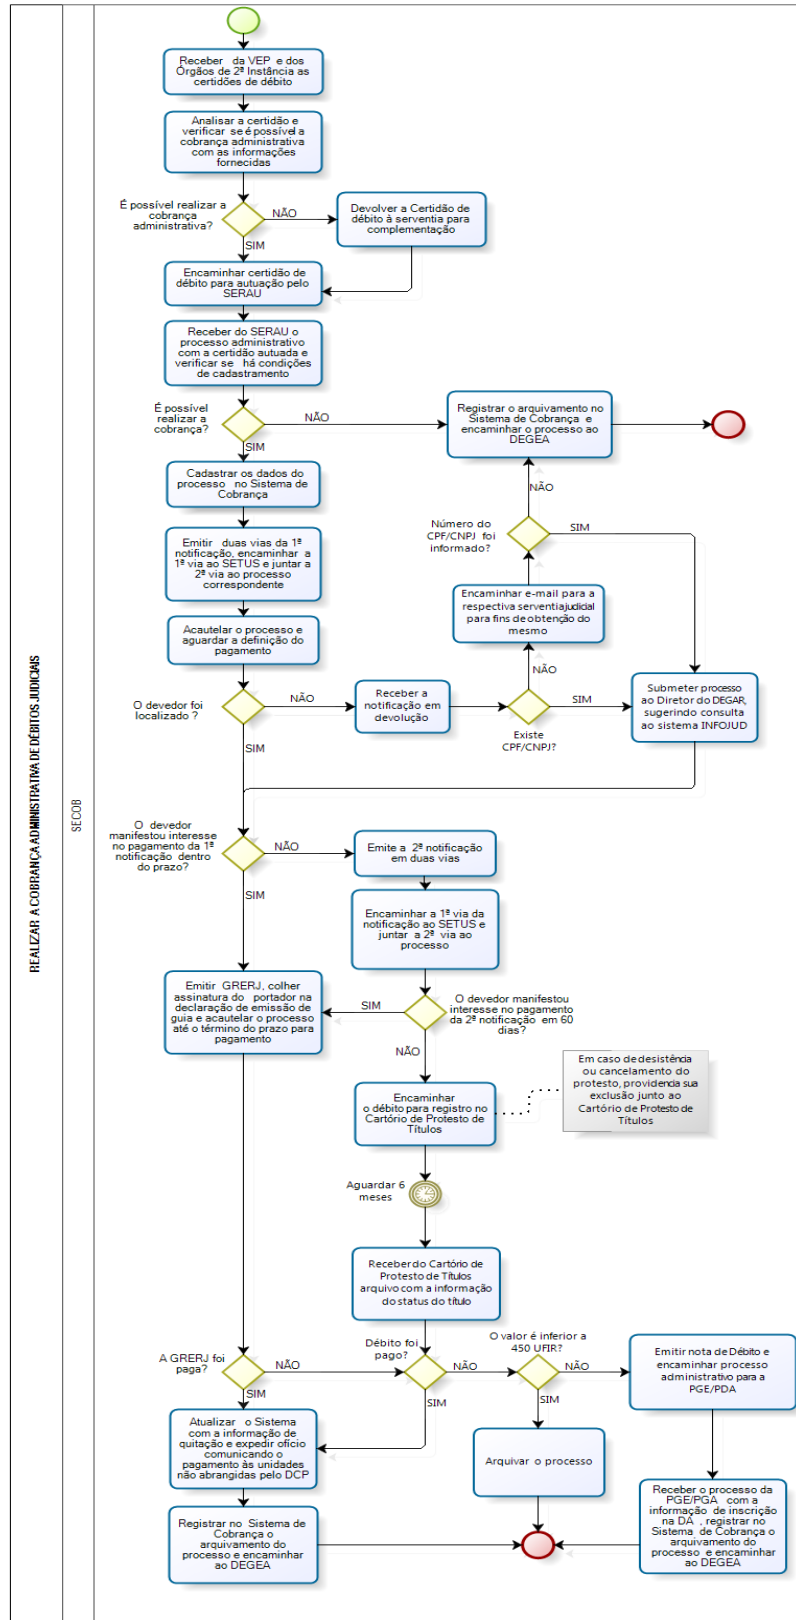 REALIZAR A COBRANÇA ADMINISTRATIVA DE DÉBITOS JUDICIAIS
SECOB
Receber da VEP e dos
Órgãos de 2ª Instância as
certidões de débito
Analisar a certidão e
verificar se é possível a
cobrança administrativa
com as informações
fornecidas
É possível realizar a
cobrança
administrativa?
NÃO
SIM
Devolver a Certidão de
débito à serventia para
complementação
Encaminhar certidão de
débito para autuação pelo
SERAU
Receber do SERAU o
processo administrativo
com a certidão autuada e
verificar se há condições
de cadastramento
É possível
realizar a
cobrança?
NÃO
SIM
Registrar o arquivamento no
Sistema de Cobrança e
encaminhar o processo ao
DEGEA
Cadastrar os dados do
processo no Sistema de
Cobrança
NÃO
Número do
CPF/CNPJ foi
informado?
SIM
Emitir duas vias da 1ª
notificação, encaminhar a
1ª via ao SETUS e juntar a
2ª via ao processo
correspondente
Encaminhar e-mail para a
respectiva serventia judicial
para fins de obtenção do
mesmo
Acautelar o processo e
aguardar a definição do
pagamento
NÃO
O devedor foi
localizado ?
NÃO
SIM
Receber a
notificação em
devolução
SIM
Existe
CPF/CNPJ?
Submeter processo
ao Diretor do DEGAR,
sugerindo consulta
ao sistema INFOJUD
O devedor
manifestou interesse
no pagamento da 1ª
notificação dentro
do prazo?
NÃO
SIM
Emite a 2ª notificação
em duas vias
Encaminhar a 1ª via da
notificação ao SETUS e
juntar a 2ª via ao
processo
Emitir GRERJ, colher
assinatura do portador na
declaração de emissão de
guia e acautelar o processo
até o término do prazo para
pagamento
SIM
O devedor manifestou
interesse no pagamento
da 2ª notificação em 60
dias?
NÃO
Encaminhar
o débito para registro no
Cartório de Protesto de
Títulos
Em caso de desistência
ou cancelamento do
protesto, providencia sua
exclusão junto ao
Cartório de Protesto de
Títulos
Aguardar 6
meses
Receber do Cartório de
Protesto de Títulos
arquivo com a informação
do status do título
A GRERJ foi
paga?
NÃO
SIM
Débito foi
pago?
NÃO
SIM
O valor é inferior a
450 UFIR?
NÃO
SIM
Emitir nota de Débito e
encaminhar processo
administrativo para a
PGE/PDA
Atualizar o Sistema
com a informação de
quitação e expedir ofício
comunicando o
pagamento às unidades
não abrangidas pelo DCP
Arquivar o processo
Receber o processo da
PGE/PGA com a
informação de inscrição
na DA , registrar no
Sistema de Cobrança o
arquivamento do
processo e encaminhar
ao DEGEA
Registrar no Sistema de
Cobrança o
arquivamento do
processo e encaminhar
ao DEGEA